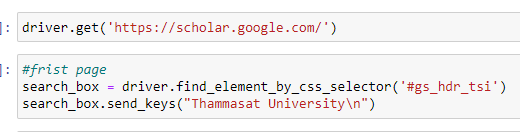 ]: driver.get('https://scholar.google.com/')
]: #frist page
search_box = driver.find_element_by_css_selector('#gs_hdr_tsi')
search_box.send_keys("Thammasat University\n")